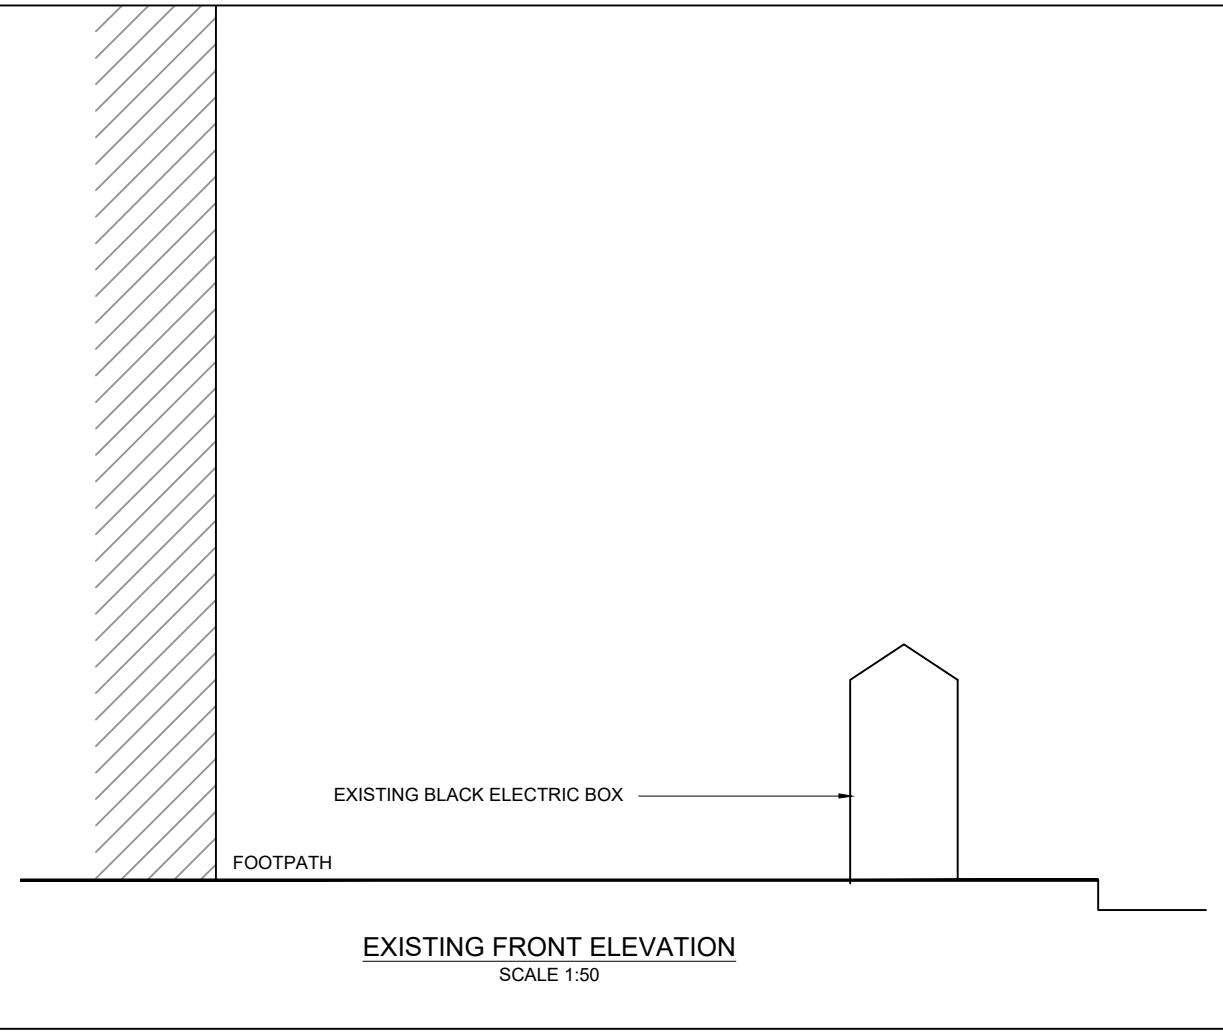 EXISTING BLACK ELECTRIC BOX
FOOTPATH
EXISTING FRONT ELEVATION
SCALE 1:50